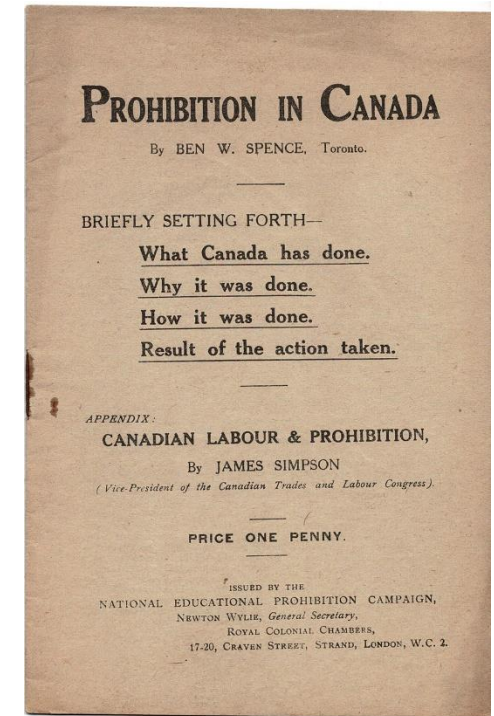 PROHIBITION IN CANADA
By BEN W. SPENCE, Toronto.
BRIEFLY SETTING FORTH—
What Canada has done.
Why it was done.
How it was done.
Result of the action taken.
APPENDIX:
CANADIAN LABOUR & PROHIBITION,
By JAMES SIMPSON
(Vice-President of the Canadian Trades and Labour Congress).
PRICE ONE PENNY.
ISSUED BY THE
NATIONAL EDUCATIONAL PROHIBITION CAMPAIGN,
NEWTON WYLIE, General Secretary,
ROYAL COLONIAL CHAMBERS,
17-20, CRAVEN STREET, STRAND, LONDON, W.C. 2.